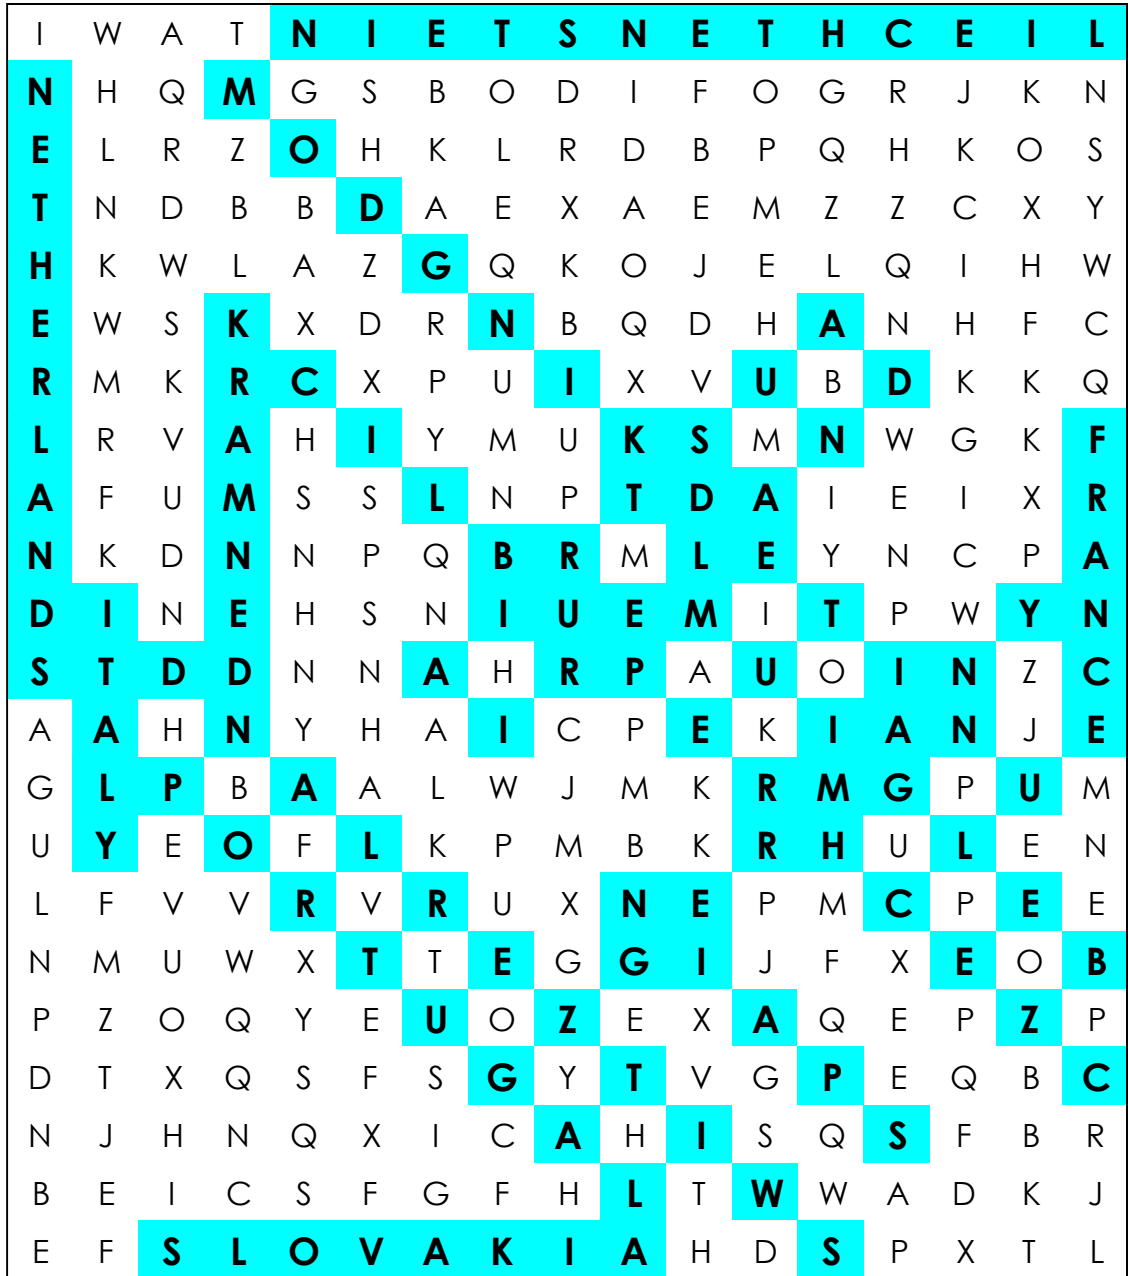 I W A T N I E T S N E T H C E I L
N H Q M G S B O D I F O G R J K N
E L R Z O H K L R D B P Q H K O S
T N D B B D A E X A E M Z Z C X Y
H K W L A Z G Q K O J E L Q I H W
E W S K X D R N B Q D H A N H F C
R M K R C X P U I X V U B D K K Q
L R V A H I Y M U K S M N W G K F
A F U M S S L N P T D A I E I X R
N K D N N P Q B R M L E Y N C P A
D I N E H S N I U E M I T P W Y N
S T D D N N A H R P A U O I N Z C
A A H N Y H A I C P E K I A N J E
G L P B A A L W J M K R M G P U M
U Y E O F L K P M B K R H U L E N
L F V V R V R U X N E P M C P E E
N M U W X T T E G G I J F X E O B
P Z O Q Y E U O Z E X A Q E P Z P
D T X Q S F S G Y T V G P E Q B C
N J H N Q X I C A H I S Q S F B R
B E I C S F G F H L T W W A D K J
E F S L O V A K I A H D S P X T L